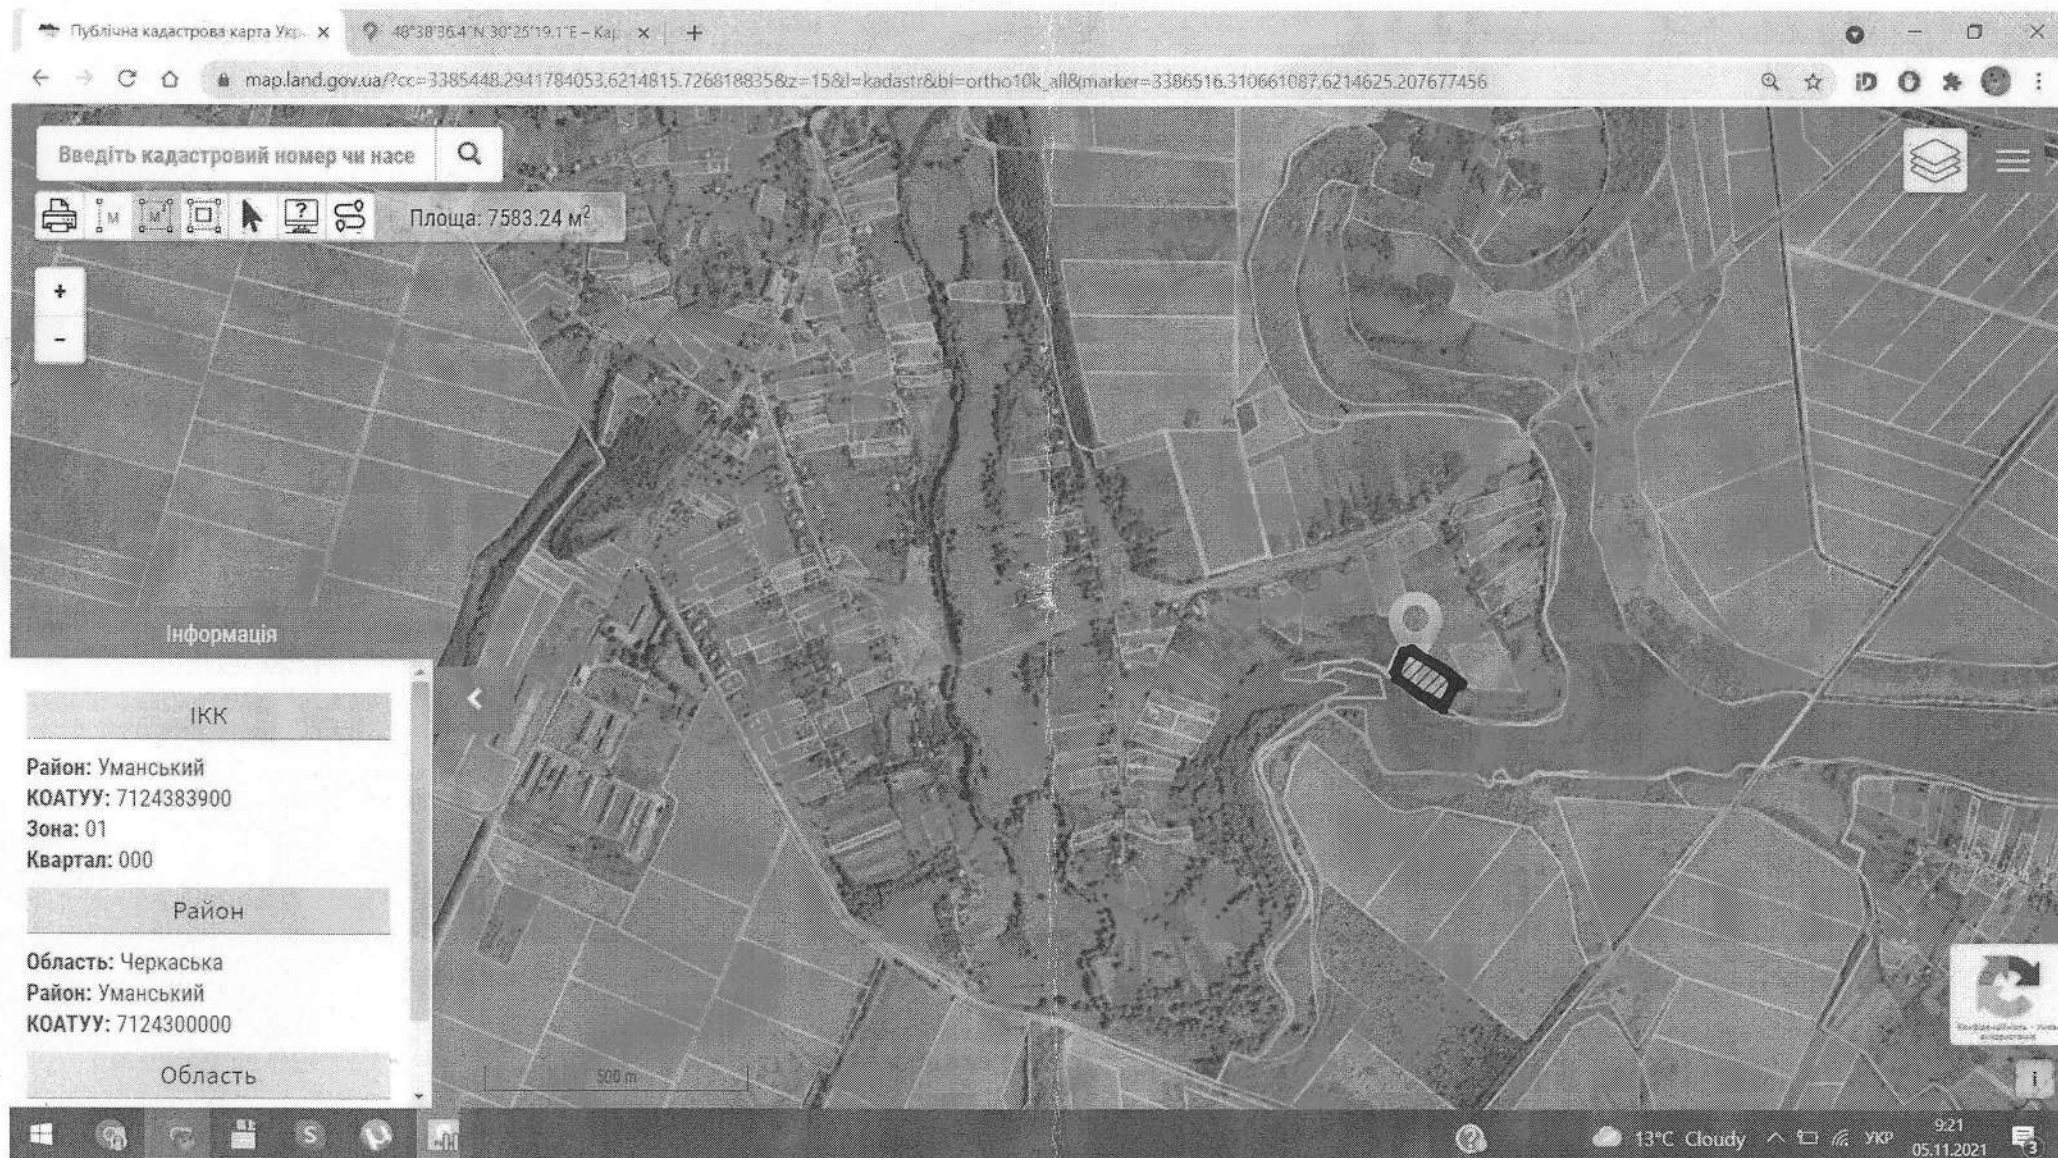 Публічна кадастрова карта Укр
48°38'36.4"N 30°25'19.1"E – Кар
map.land.gov.ua/?cc=3385448.2941784053,6214815.726818835&z=15&l=kadastr&bl=ortho10k_all&marker=3386516.310661087,6214625.207677456
Введіть кадастровий номер чи насе
Площа: 7583.24 м²
+
-
Інформація
ІКК
Район: Уманський
КОАТУУ: 7124383900
Зона: 01
Квартал: 000
Район
Область: Черкаська
Район: Уманський
КОАТУУ: 7124300000
Область
500 m
13°C Cloudy
УКР
9:21
05.11.2021
3